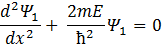 d²Ψ₁/dx² + 2mE/ħ² Ψ₁ = 0